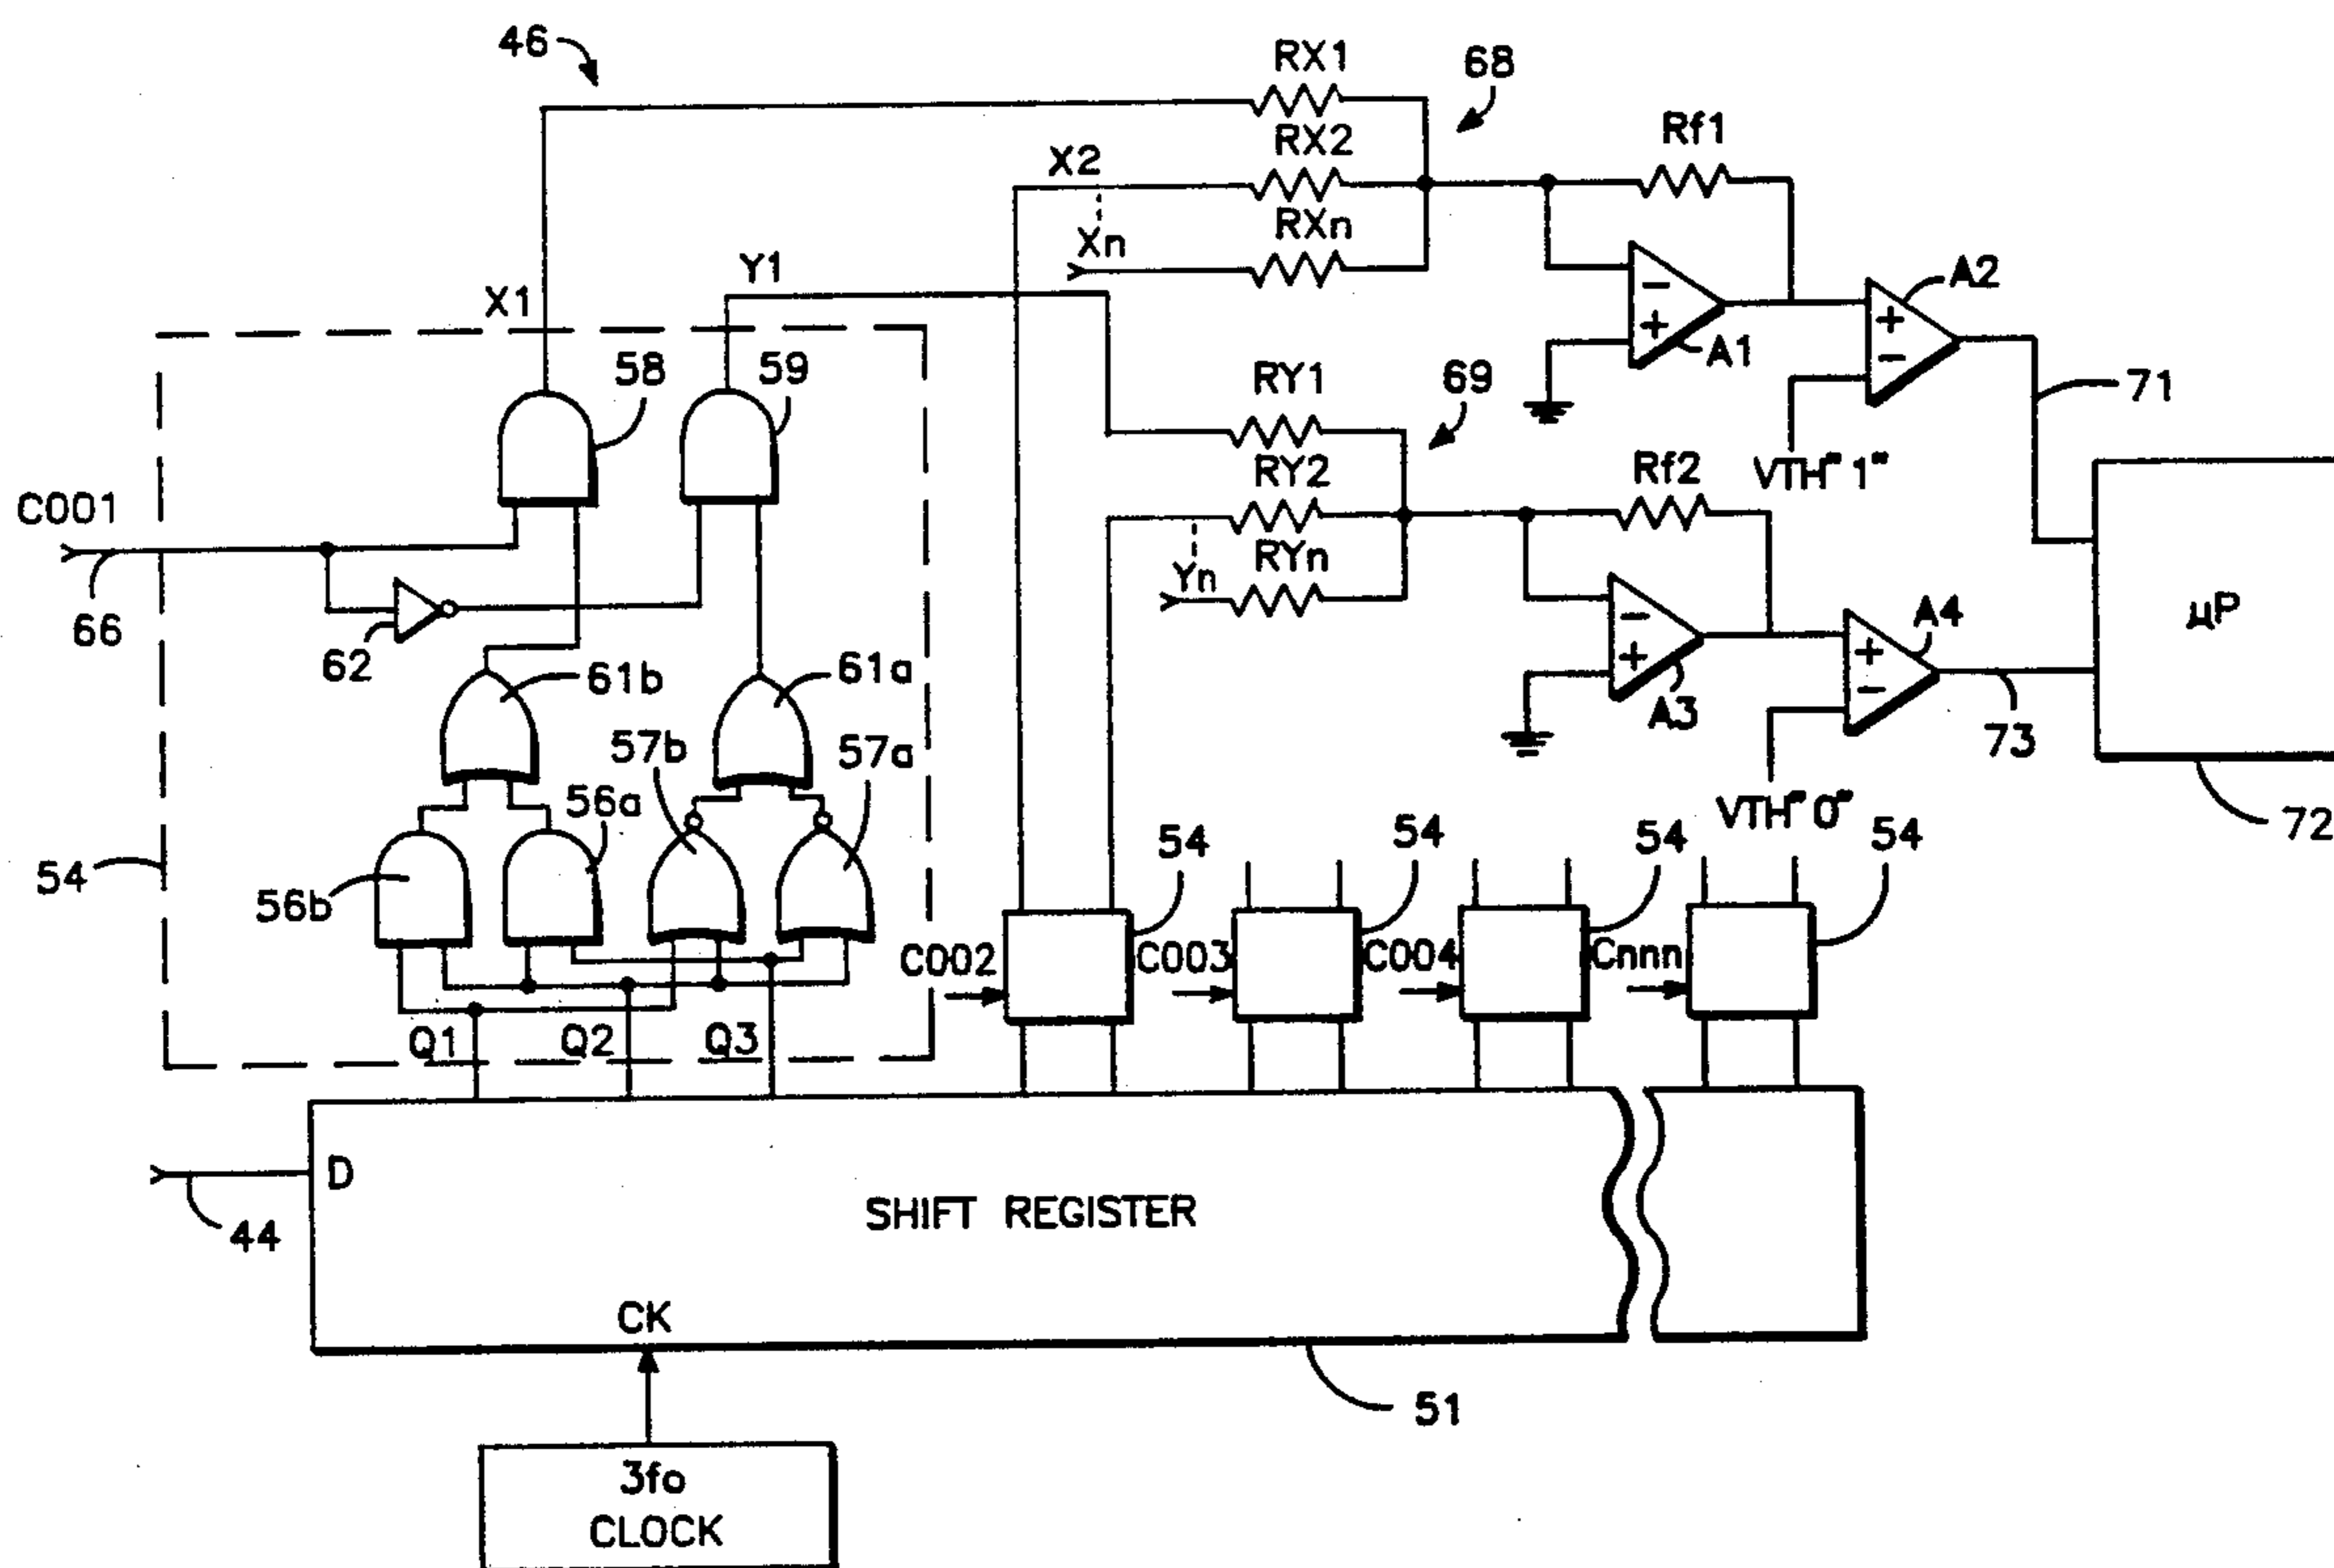 46
RX1
68
Rf1
RX2
X2
RXn
Xn
A2
Y1
X1
A1
71
58
59
RY1
69
VTH"1"
RY2
Rf2
C001
RYn
Yn
66
62
A4
µP
61b
61a
A3
73
57b
57a
56a
VTH"0"
72
54
56b
54
54
54
54
C002
C003
C004
Cnnn
Q1
Q2
Q3
D
44
SHIFT REGISTER
CK
51
3fo
CLOCK
- + + -
- + + -